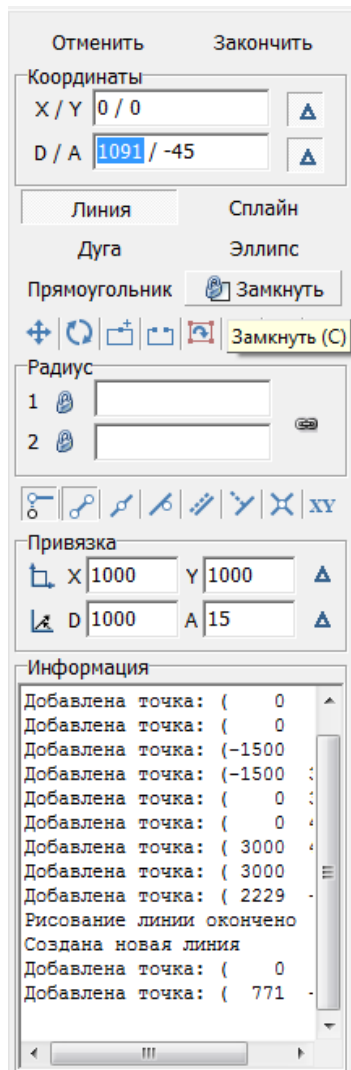 Отменить Закончить
Координаты
X / Y 0 / 0
D / A 1091 / -45
Линия Сплайн
Дуга Эллипс
Прямоугольник Замкнуть
Замкнуть (C)
Радиус
1
2
XY
Привязка
X 1000 Y 1000
D 1000 A 15
Информация
Добавлена точка: ( 0
Добавлена точка: ( 0
Добавлена точка: (-1500
Добавлена точка: (-1500
Добавлена точка: ( 0
Добавлена точка: ( 0
Добавлена точка: ( 3000
Добавлена точка: ( 3000
Добавлена точка: ( 2229 -
Рисование линии окончено
Создана новая линия
Добавлена точка: ( 0
Добавлена точка: ( 771 -